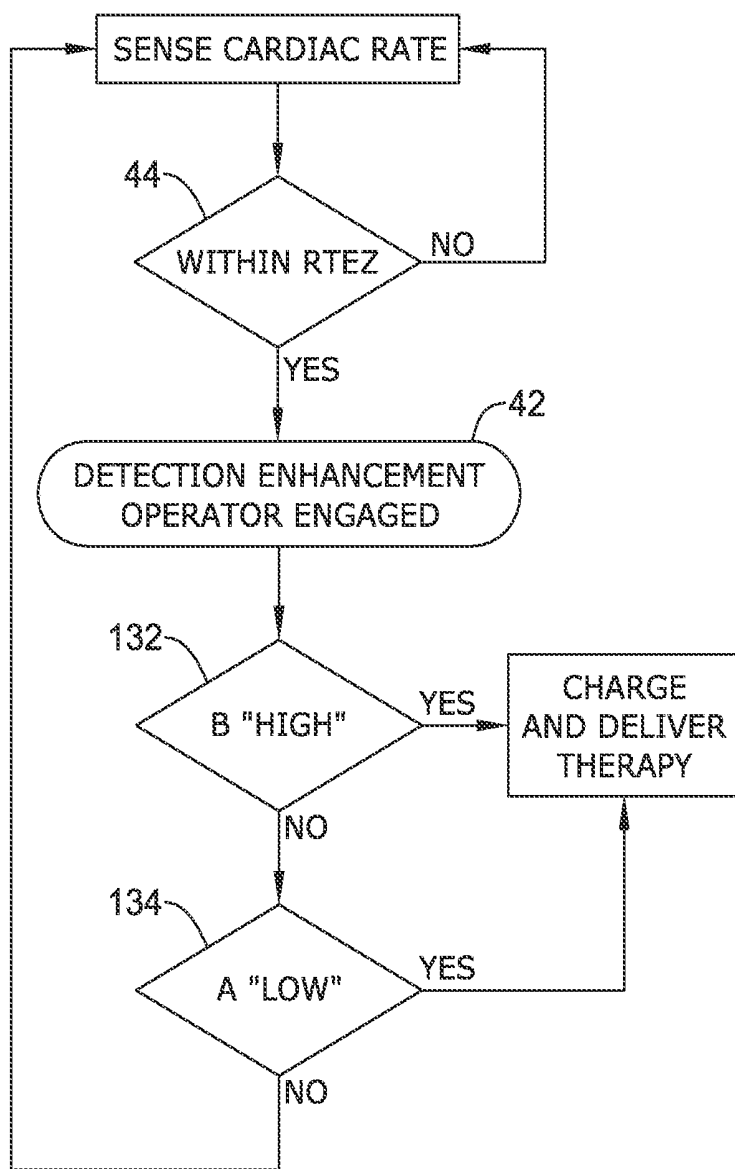 SENSE CARDIAC RATE
44
WITHIN RTEZ
NO
YES
42
DETECTION ENHANCEMENT
OPERATOR ENGAGED
132
B "HIGH"
YES
CHARGE
AND DELIVER
THERAPY
NO
134
A "LOW"
YES
NO